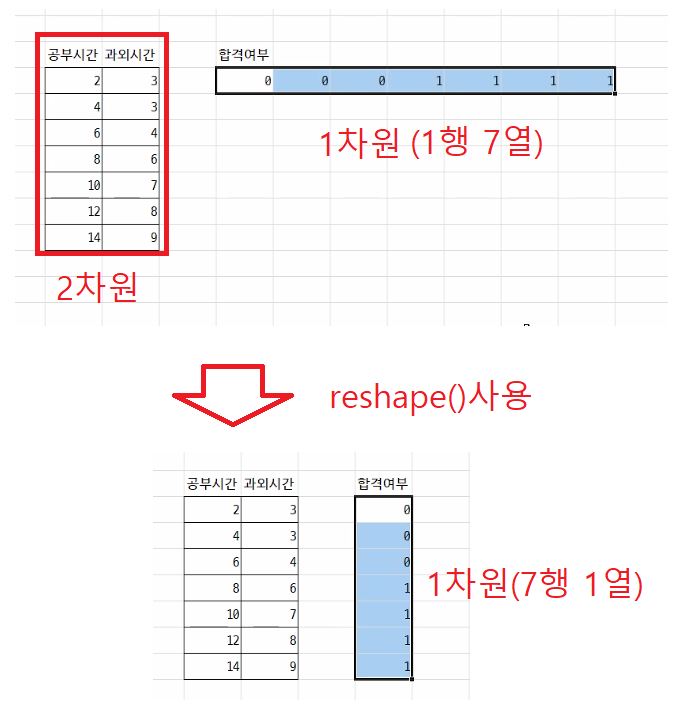 공부시간 과외시간 합격여부
2 3 0 0 0 1 1 1 1
4 3
6 4
8 6
10 7
12 8
14 9
1차원 (1행 7열)
2차원
reshape()사용
공부시간 과외시간 합격여부
2 3 0
4 3 0
6 4 0
8 6 1
10 7 1
12 8 1
14 9 1
1차원(7행 1열)